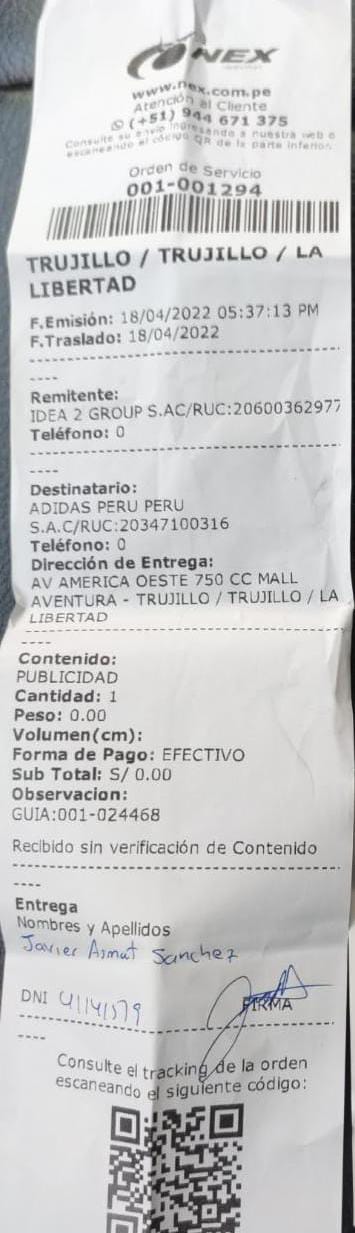 NEX
www.nex.com.pe
Atención al Cliente
(+51) 944 671 375
Consulte su envio ingresando a nuestra web o
escaneando el código QR de la parte inferior.
Orden de Servicio
001-001294
TRUJILLO / TRUJILLO / LA
LIBERTAD
F.Emisión: 18/04/2022 05:37:13 PM
F.Traslado: 18/04/2022
----
Remitente:
IDEA 2 GROUP S.AC/RUC:20600362977
Teléfono: 0
----
Destinatario:
ADIDAS PERU PERU
S.A.C/RUC:20347100316
Teléfono: 0
Dirección de Entrega:
AV AMERICA OESTE 750 CC MALL
AVENTURA - TRUJILLO / TRUJILLO / LA
LIBERTAD
Contenido:
PUBLICIDAD
Cantidad: 1
Peso: 0.00
Volumen(cm):
Forma de Pago: EFECTIVO
Sub Total: S/ 0.00
Observacion:
GUIA:001-024468
Recibido sin verificación de Contenido
----
Entrega
Nombres y Apellidos
Javier Asmat Sanchez
DNI
FIRMA
----
Consulte el tracking de la orden
escaneando el siguiente código: